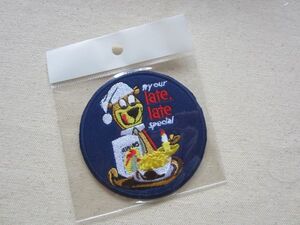 try our
late,
late
special